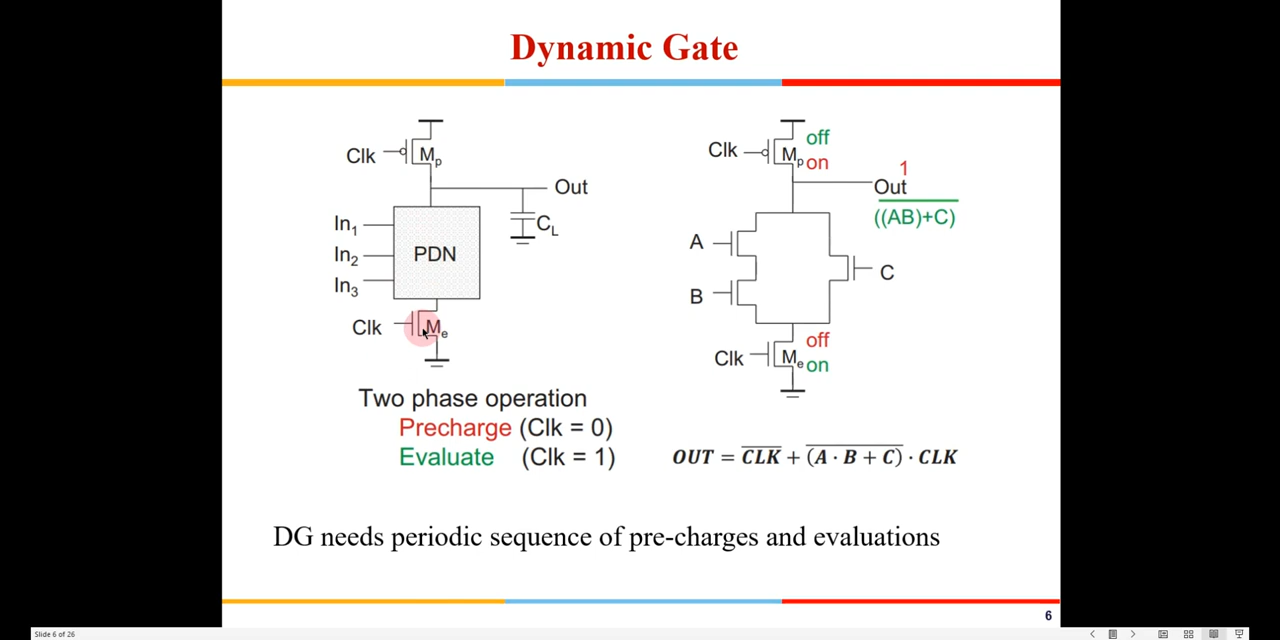 Dynamic Gate
Clk
Mp
Out
In1
In2
In3
PDN
CL
Clk
Me
Two phase operation
Precharge (Clk = 0)
Evaluate (Clk = 1)
Clk
Mp
off
on
1
Out
((AB)+C)
A
B
C
Clk
Me
off
on
OUT = C̅L̅K̅ + (A̅ ·̅ B̅ +̅ C̅) · CLK
DG needs periodic sequence of pre-charges and evaluations
6
Slide 6 of 26